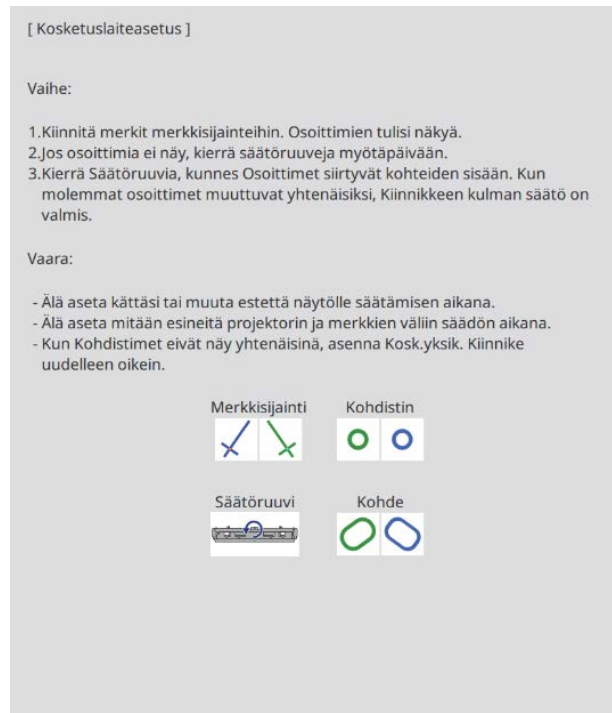 [ Kosketuslaiteasetus ]
Vaihe:
1.Kiinnitä merkit merkkisijainteihin. Osoittimien tulisi näkyä.
2.Jos osoittimia ei näy, kierrä säätöruuveja myötäpäivään.
3.Kierrä Säätöruuvia, kunnes Osoittimet siirtyvät kohteiden sisään. Kun
molemmat osoittimet muuttuvat yhtenäisiksi, Kiinnikkeen kulman säätö on
valmis.
Vaara:
- Älä aseta kättäsi tai muuta estettä näytölle säätämisen aikana.
- Älä aseta mitään esineitä projektorin ja merkkien väliin säädön aikana.
- Kun Kohdistimet eivät näy yhtenäisinä, asenna Kosk.yksik. Kiinnike
uudelleen oikein.
Merkkisijainti Kohdistin
Säätöruuvi Kohde